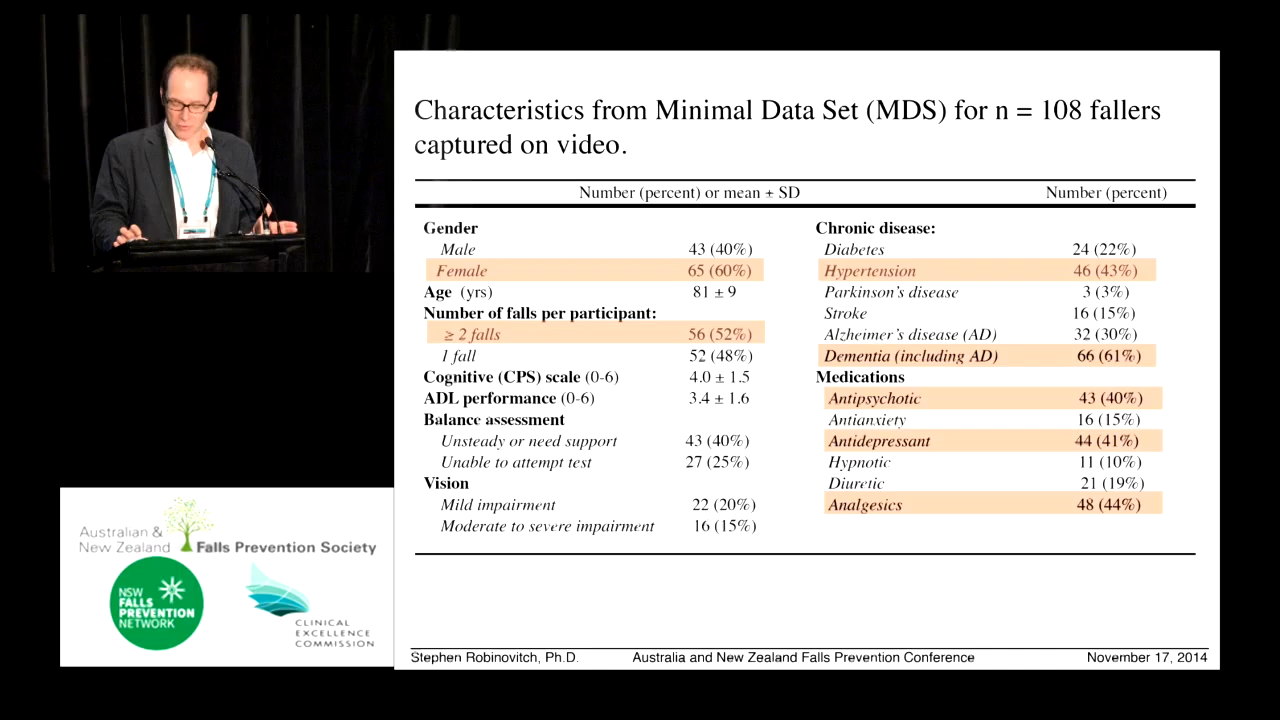 Characteristics from Minimal Data Set (MDS) for n = 108 fallers
captured on video.
Number (percent) or mean ± SD
Number (percent)
Gender
Male 43 (40%)
Female 65 (60%)
Age (yrs) 81 ± 9
Number of falls per participant:
≥ 2 falls 56 (52%)
1 fall 52 (48%)
Cognitive (CPS) scale (0-6) 4.0 ± 1.5
ADL performance (0-6) 3.4 ± 1.6
Balance assessment
Unsteady or need support 43 (40%)
Unable to attempt test 27 (25%)
Vision
Mild impairment 22 (20%)
Moderate to severe impairment 16 (15%)
Chronic disease:
Diabetes 24 (22%)
Hypertension 46 (43%)
Parkinson's disease 3 (3%)
Stroke 16 (15%)
Alzheimer's disease (AD) 32 (30%)
Dementia (including AD) 66 (61%)
Medications
Antipsychotic 43 (40%)
Antianxiety 16 (15%)
Antidepressant 44 (41%)
Hypnotic 11 (10%)
Diuretic 21 (19%)
Analgesics 48 (44%)
Stephen Robinovitch, Ph.D. Australia and New Zealand Falls Prevention Conference November 17, 2014
Australian &
New Zealand Falls Prevention Society
NSW
FALLS
PREVENTION
NETWORK
CLINICAL
EXCELLENCE
COMMISSION